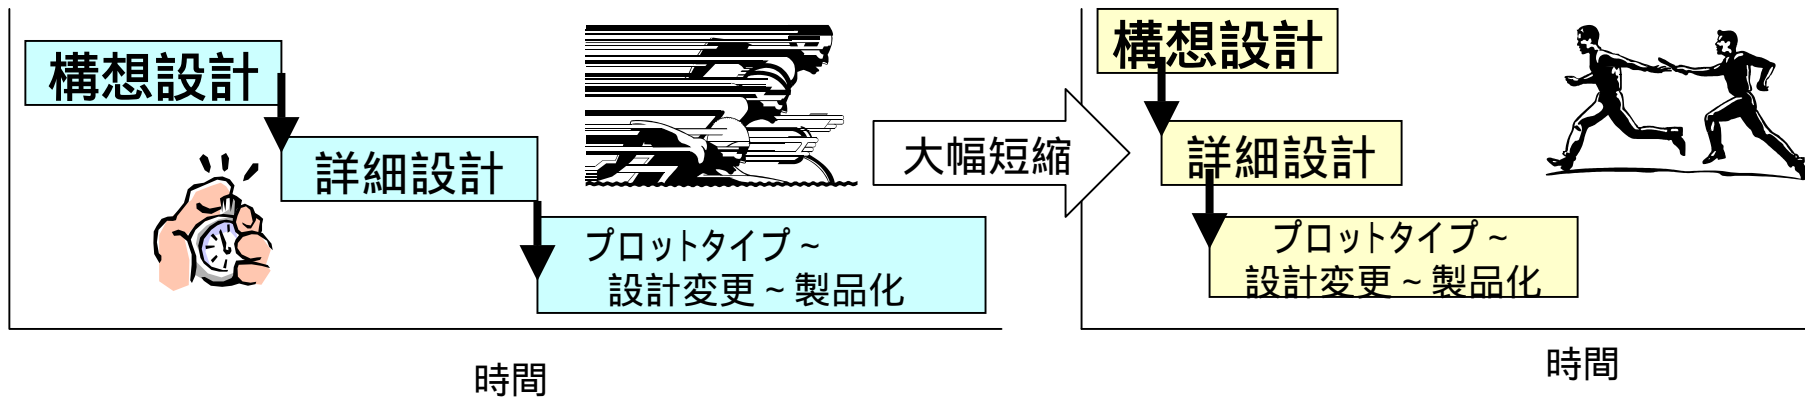 構想設計
詳細設計
プロットタイプ～
設計変更～製品化
時間
大幅短縮
構想設計
詳細設計
プロットタイプ～
設計変更～製品化
時間